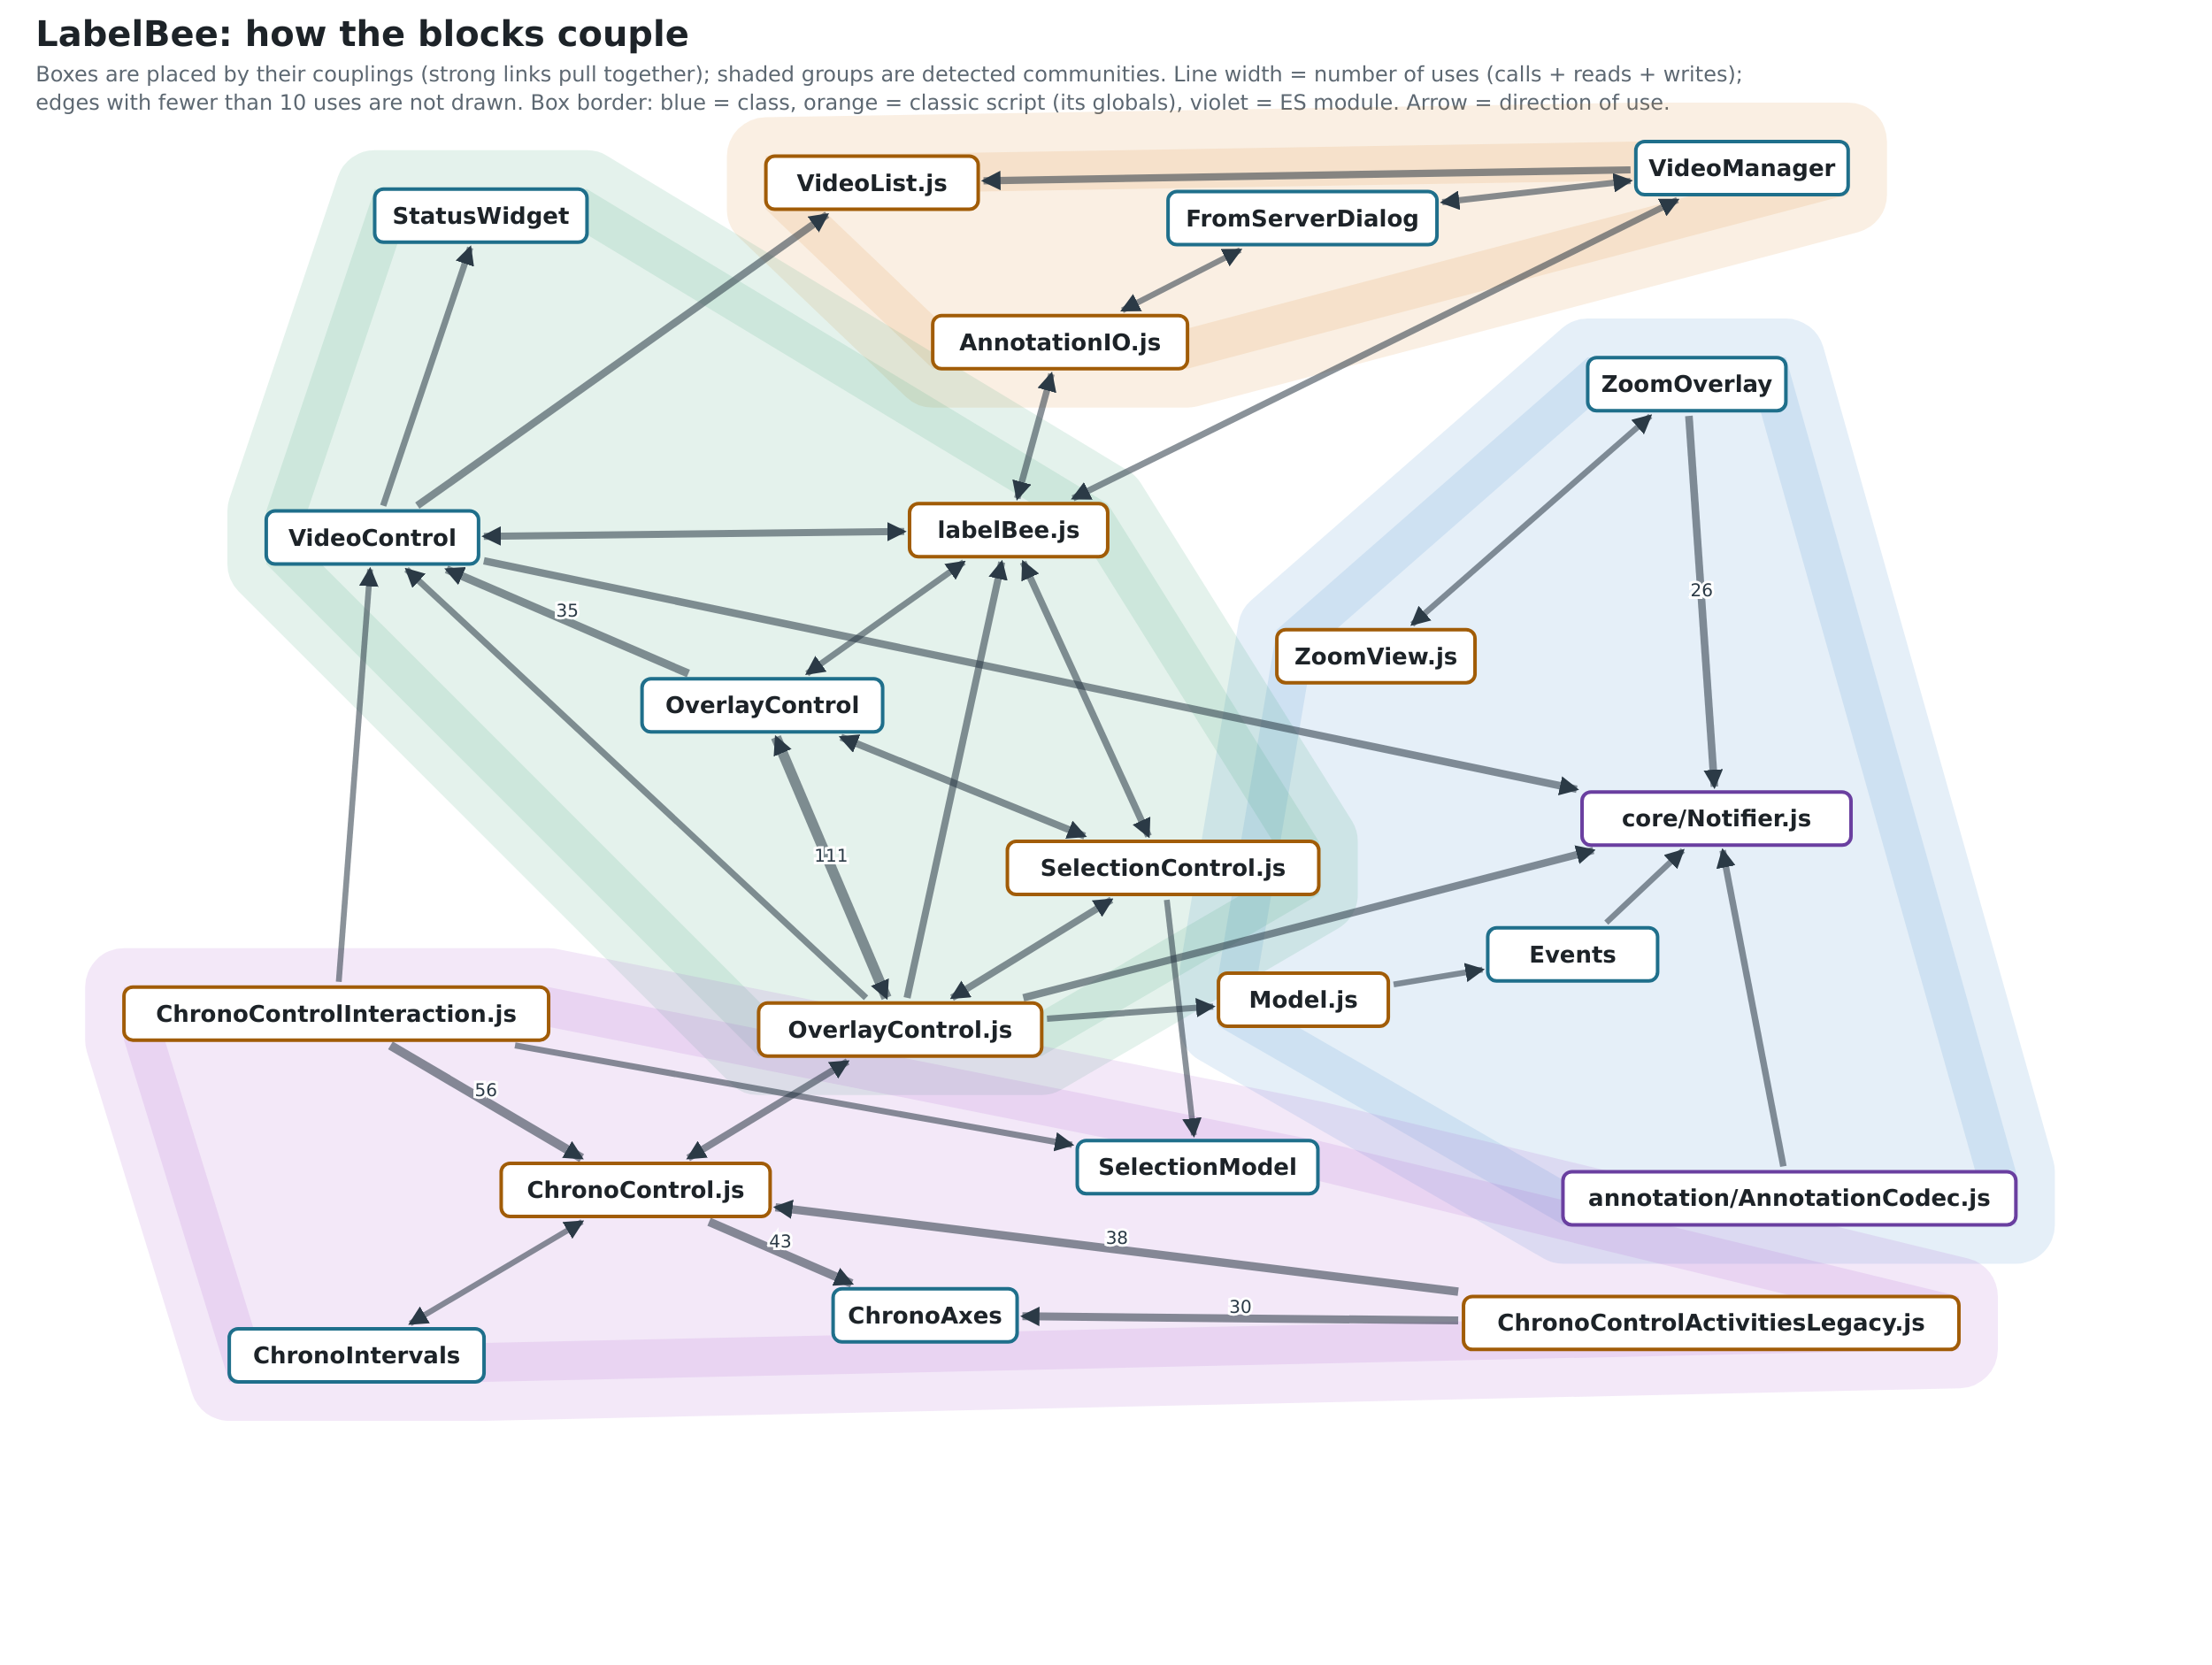 LabelBee: how the blocks couple
Boxes are placed by their couplings (strong links pull together); shaded groups are detected communities. Line width = number of uses (calls + reads + writes);
edges with fewer than 10 uses are not drawn. Box border: blue = class, orange = classic script (its globals), violet = ES module. Arrow = direction of use.
VideoList.js
VideoManager
StatusWidget
FromServerDialog
AnnotationIO.js
ZoomOverlay
VideoControl
labelBee.js
26
35
ZoomView.js
OverlayControl
core/Notifier.js
111
SelectionControl.js
Events
Model.js
ChronoControlInteraction.js
OverlayControl.js
56
SelectionModel
ChronoControl.js
annotation/AnnotationCodec.js
43
38
30
ChronoAxes
ChronoControlActivitiesLegacy.js
ChronoIntervals